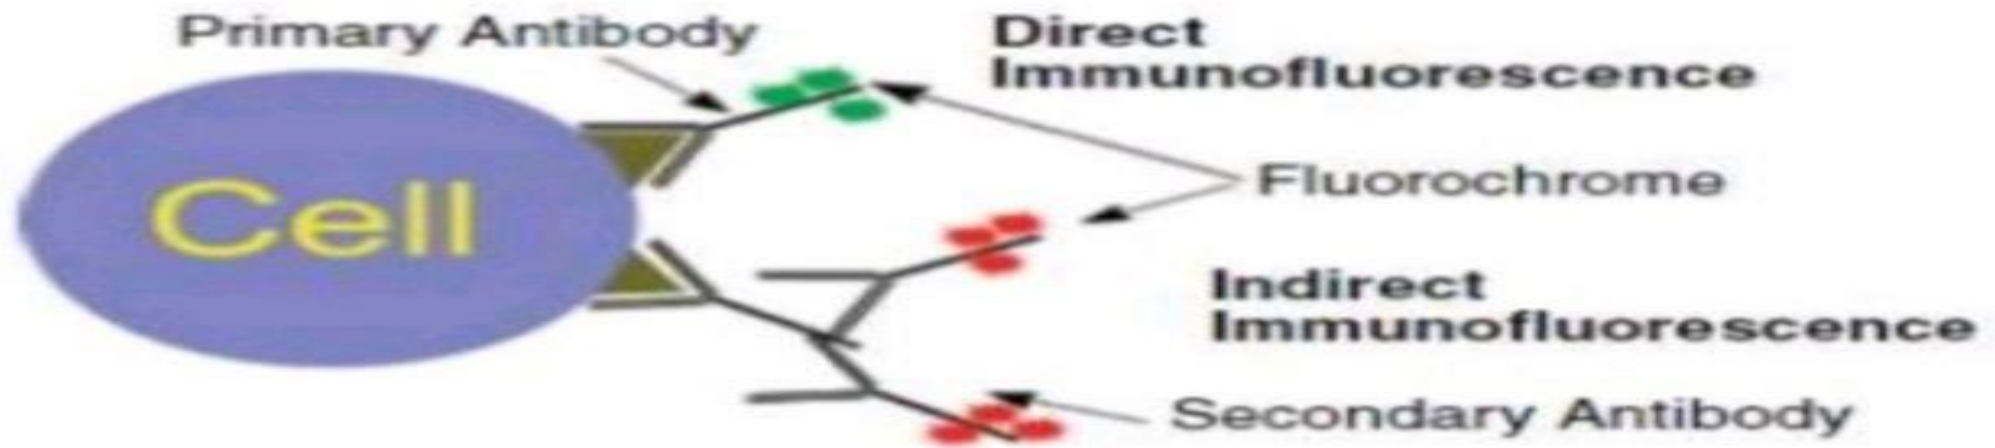 Primary Antibody
Direct
Immunofluorescence
Cell
Fluorochrome
Indirect
Immunofluorescence
Secondary Antibody